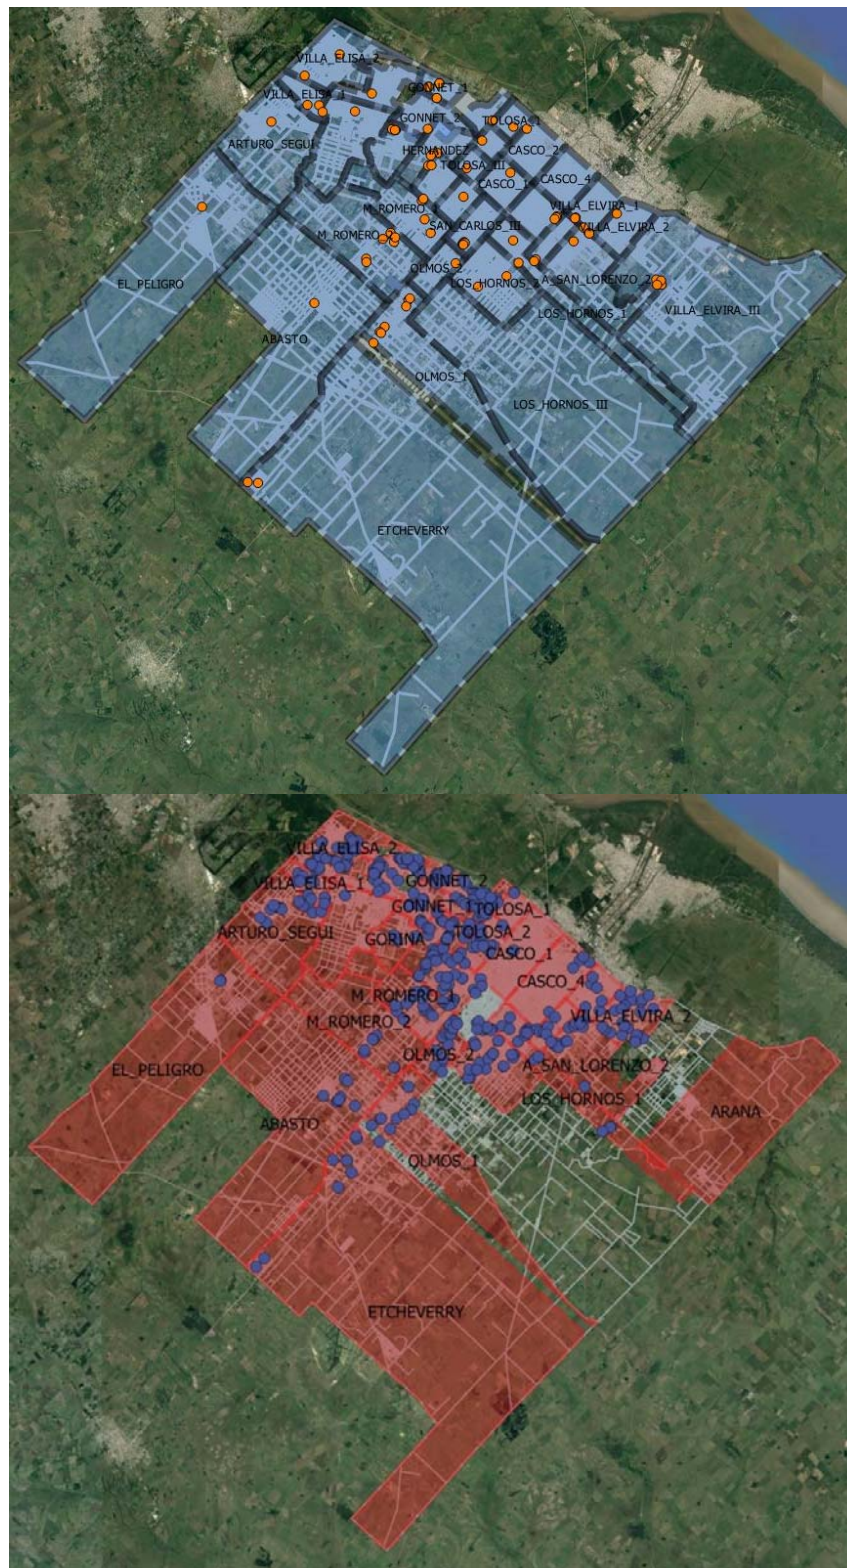 VILLA_ELISA_2
GONNET_1
VILLA_ELISA_1
GONNET_2
TOLOSA_1
ARTURO_SEGUI
CASCO_2
HERNANDEZ
TOLOSA_III
CASCO_4
CASCO_1
VILLA_ELVIRA_1
M_ROMERO_1
SAN_CARLOS_III
VILLA_ELVIRA_2
M_ROMERO_2
OLMOS_2
EL_PELIGRO
LOS_HORNOS_2
A_SAN_LORENZO_2
VILLA_ELVIRA_III
LOS_HORNOS_1
ABASTO
OLMOS_1
LOS_HORNOS_III
ETCHEVERRY
VILLA_ELISA_2
GONNET_2
VILLA_ELISA_1
GONNET_1
TOLOSA_1
ARTURO_SEGUI
GORINA
TOLOSA_2
CASCO_1
CASCO_4
M_ROMERO_1
VILLA_ELVIRA_2
M_ROMERO_2
OLMOS_2
EL_PELIGRO
A_SAN_LORENZO_2
LOS_HORNOS_1
ARANA
ABASTO
OLMOS_1
ETCHEVERRY